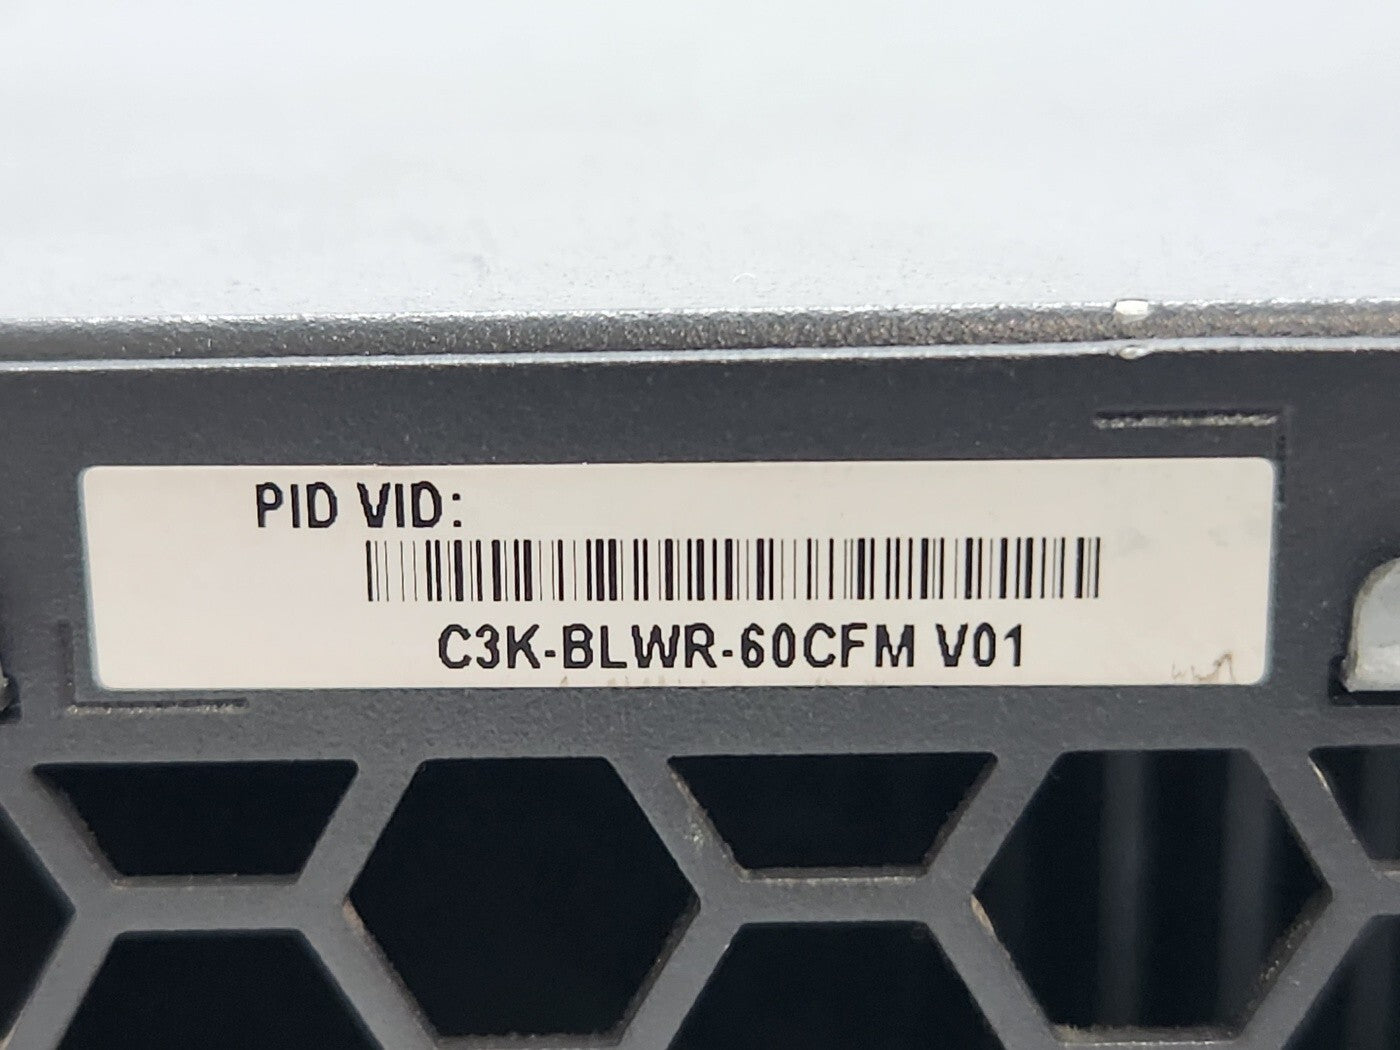 PID VID:
C3K-BLWR-60CFM V01